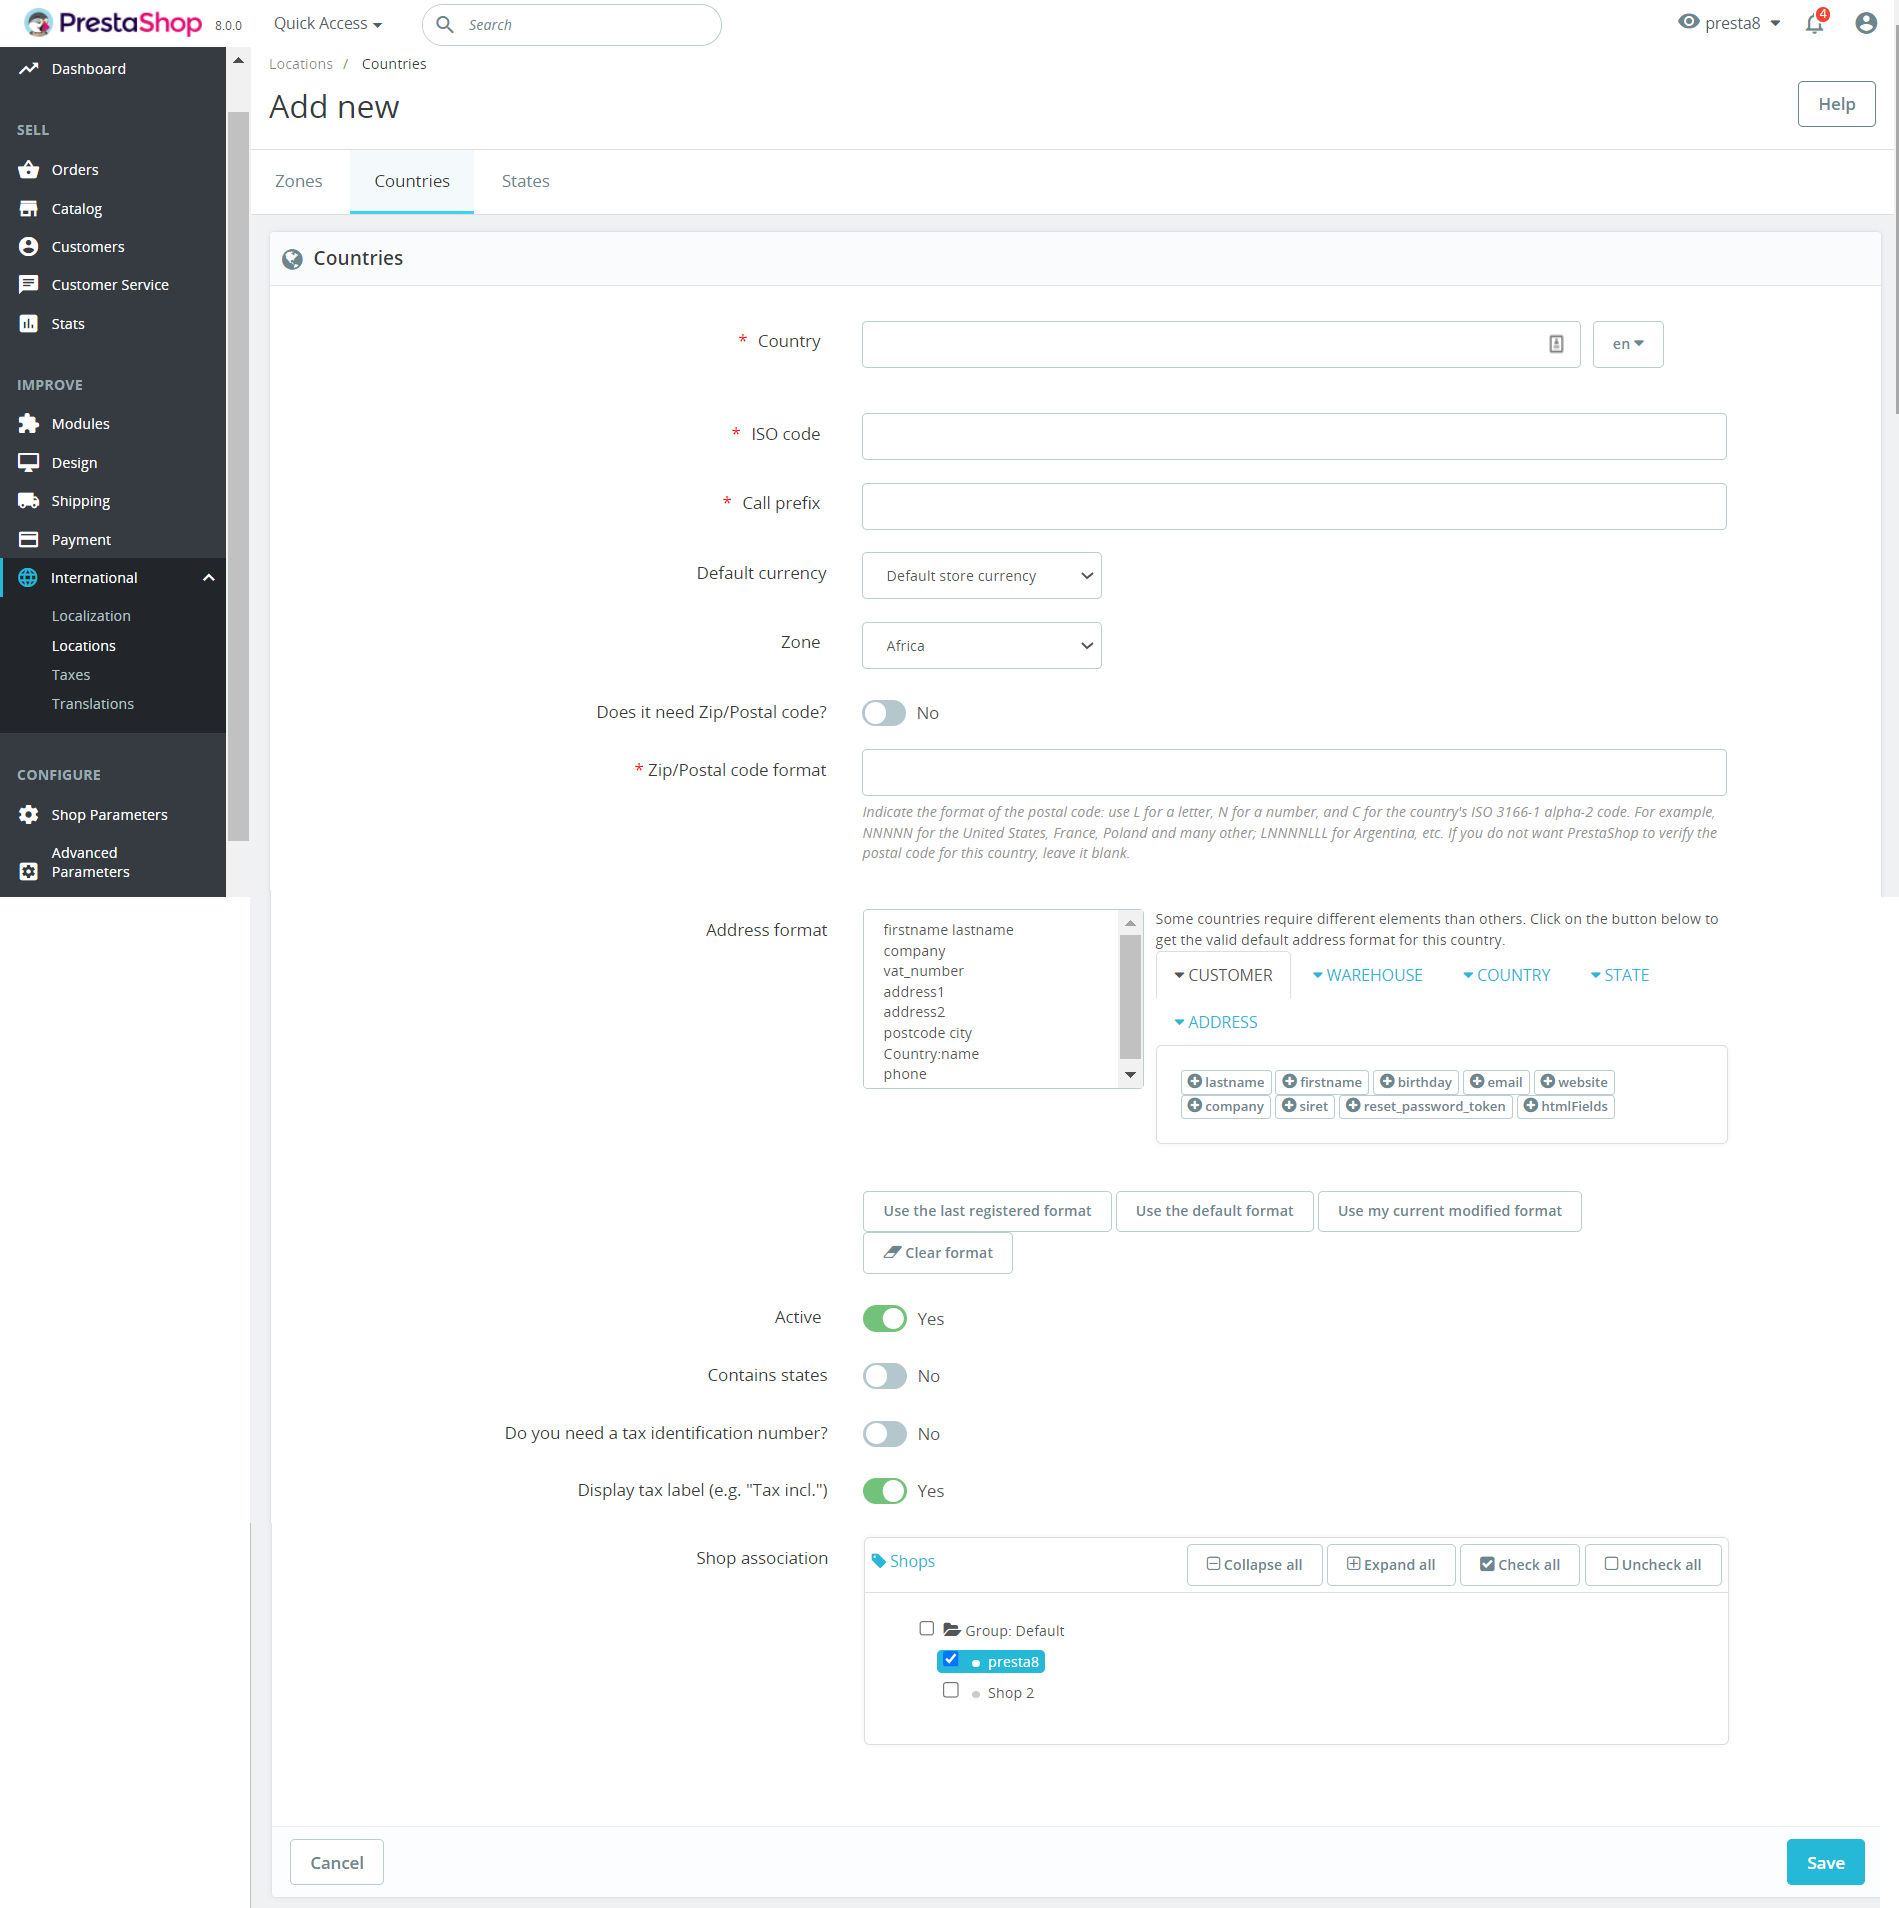 PrestaShop 8.0.0
Quick Access
Search
presta8
4
Dashboard
SELL
Orders
Catalog
Customers
Customer Service
Stats
IMPROVE
Modules
Design
Shipping
Payment
International
Localization
Locations
Taxes
Translations
CONFIGURE
Shop Parameters
Advanced
Parameters
Locations / Countries
Add new
Help
Zones
Countries
States
Countries
* Country
en
* ISO code
* Call prefix
Default currency
Default store currency
Zone
Africa
Does it need Zip/Postal code?
No
* Zip/Postal code format
Indicate the format of the postal code: use L for a letter, N for a number, and C for the country's ISO 3166-1 alpha-2 code. For example,
NNNNN for the United States, France, Poland and many other; LNNNNLLL for Argentina, etc. If you do not want PrestaShop to verify the
postal code for this country, leave it blank.
Address format
firstname lastname
company
vat_number
address1
address2
postcode city
Country:name
phone
Some countries require different elements than others. Click on the button below to
get the valid default address format for this country.
CUSTOMER
WAREHOUSE
COUNTRY
STATE
ADDRESS
lastname firstname birthday email website
company siret reset_password_token htmlFields
Use the last registered format
Use the default format
Use my current modified format
Clear format
Active
Yes
Contains states
No
Do you need a tax identification number?
No
Display tax label (e.g. "Tax incl.")
Yes
Shop association
Shops
Collapse all
Expand all
Check all
Uncheck all
Group: Default
presta8
Shop 2
Cancel
Save